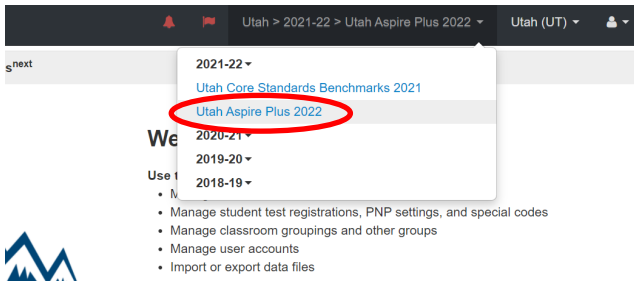 Utah > 2021-22 > Utah Aspire Plus 2022 Utah (UT)
snext
2021-22
Utah Core Standards Benchmarks 2021
Utah Aspire Plus 2022
We
2020-21
2019-20
Use
2018-19
Manage student test registrations, PNP settings, and special codes
Manage classroom groupings and other groups
Manage user accounts
Import or export data files